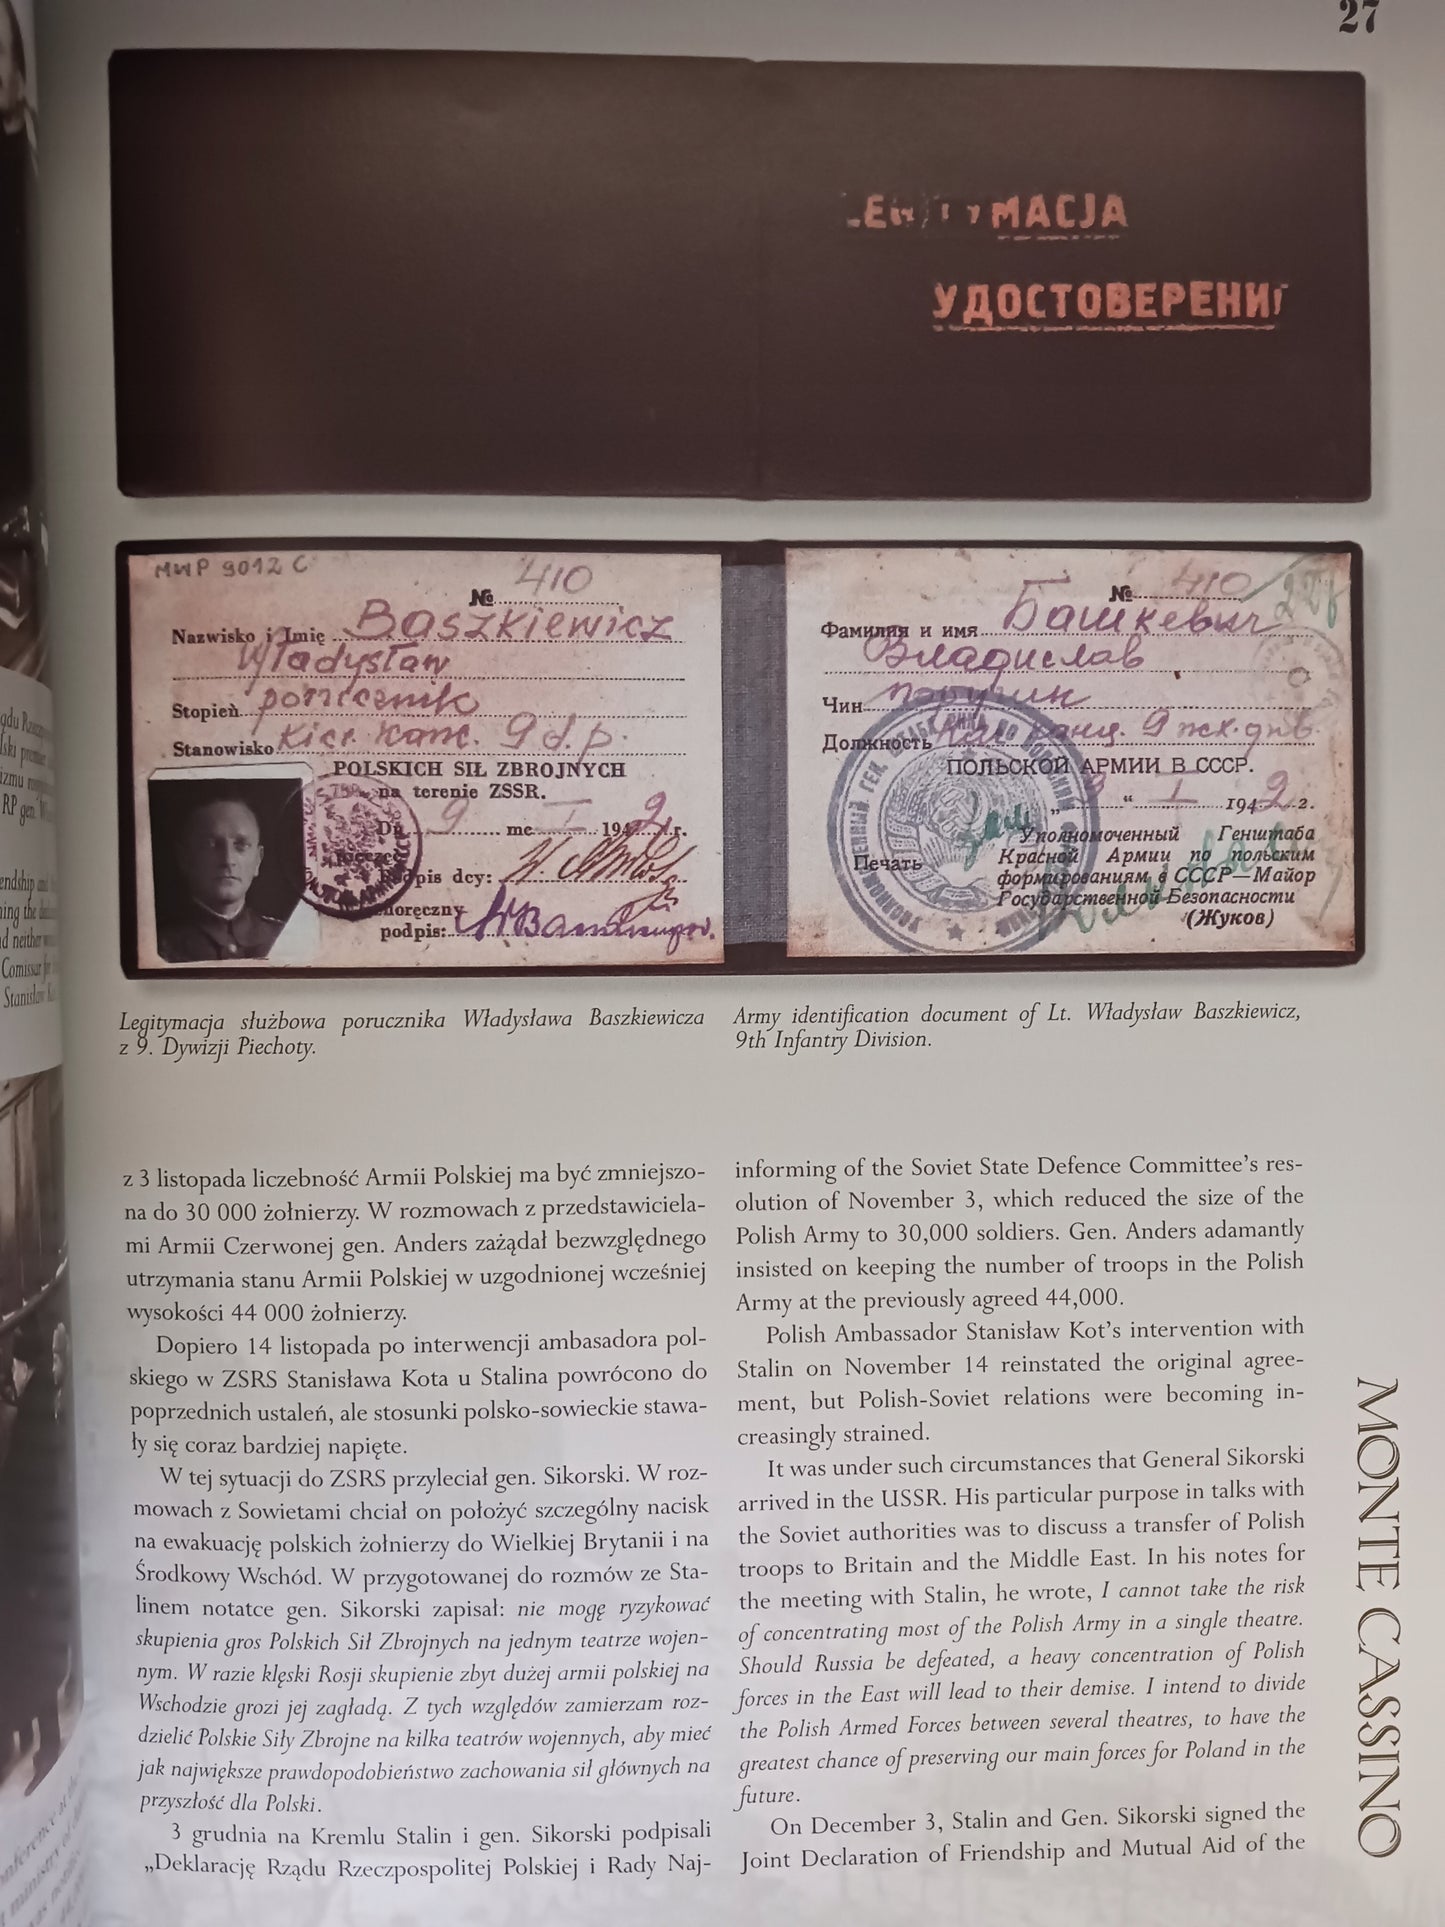 27
МАCJA
УДОСТОВЕРЕНИ
MWP 9012 C
№ 410
Nazwisko i Imię Baszkiewicz
Władysław
Stopień porucznik
Stanowisko Kier. Kanc. 9 d.p.
POLSKICH SIŁ ZBROJNYCH
na terenie ZSSR.
Dn. 9 mc I 1942 r.
Podpis dcy:
podpis:
№ 410
Фамилия и имя Башкевич
Владислав
Чин поручик
Должность Нач. канц. 9 пех. див.
ПОЛЬСКОЙ АРМИИ В СССР.
" I 1942 г.
Печать
Уполномоченный Генштаба
Красной Армии по польским
формированиям в СССР—Майор
Государственной Безопасности
(Жуков)
Legitymacja służbowa porucznika Władysława Baszkiewicza
z 9. Dywizji Piechoty.
Army identification document of Lt. Władysław Baszkiewicz,
9th Infantry Division.
z 3 listopada liczebność Armii Polskiej ma być zmniejszo-
na do 30 000 żołnierzy. W rozmowach z przedstawiciela-
mi Armii Czerwonej gen. Anders zażądał bezwzględnego
utrzymania stanu Armii Polskiej w uzgodnionej wcześniej
wysokości 44 000 żołnierzy.
Dopiero 14 listopada po interwencji ambasadora pol-
skiego w ZSRS Stanisława Kota u Stalina powrócono do
poprzednich ustaleń, ale stosunki polsko-sowieckie stawa-
ły się coraz bardziej napięte.
W tej sytuacji do ZSRS przyleciał gen. Sikorski. W roz-
mowach z Sowietami chciał on położyć szczególny nacisk
na ewakuację polskich żołnierzy do Wielkiej Brytanii i na
Środkowy Wschód. W przygotowanej do rozmów ze Sta-
linem notatce gen. Sikorski zapisał: nie mogę ryzykować
skupienia gros Polskich Sił Zbrojnych na jednym teatrze wojen-
nym. W razie klęski Rosji skupienie zbyt dużej armii polskiej na
Wschodzie grozi jej zagładą. Z tych względów zamierzam roz-
dzielić Polskie Siły Zbrojne na kilka teatrów wojennych, aby mieć
jak największe prawdopodobieństwo zachowania sił głównych na
przyszłość dla Polski.
3 grudnia na Kremlu Stalin i gen. Sikorski podpisali
„Deklarację Rządu Rzeczpospolitej Polskiej i Rady Naj-
informing of the Soviet State Defence Committee's res-
olution of November 3, which reduced the size of the
Polish Army to 30,000 soldiers. Gen. Anders adamantly
insisted on keeping the number of troops in the Polish
Army at the previously agreed 44,000.
Polish Ambassador Stanisław Kot's intervention with
Stalin on November 14 reinstated the original agree-
ment, but Polish-Soviet relations were becoming in-
creasingly strained.
It was under such circumstances that General Sikorski
arrived in the USSR. His particular purpose in talks with
the Soviet authorities was to discuss a transfer of Polish
troops to Britain and the Middle East. In his notes for
the meeting with Stalin, he wrote, I cannot take the risk
of concentrating most of the Polish Army in a single theatre.
Should Russia be defeated, a heavy concentration of Polish
forces in the East will lead to their demise. I intend to divide
the Polish Armed Forces between several theatres, to have the
greatest chance of preserving our main forces for Poland in the
future.
On December 3, Stalin and Gen. Sikorski signed the
Joint Declaration of Friendship and Mutual Aid of the
MONTE CASSINO